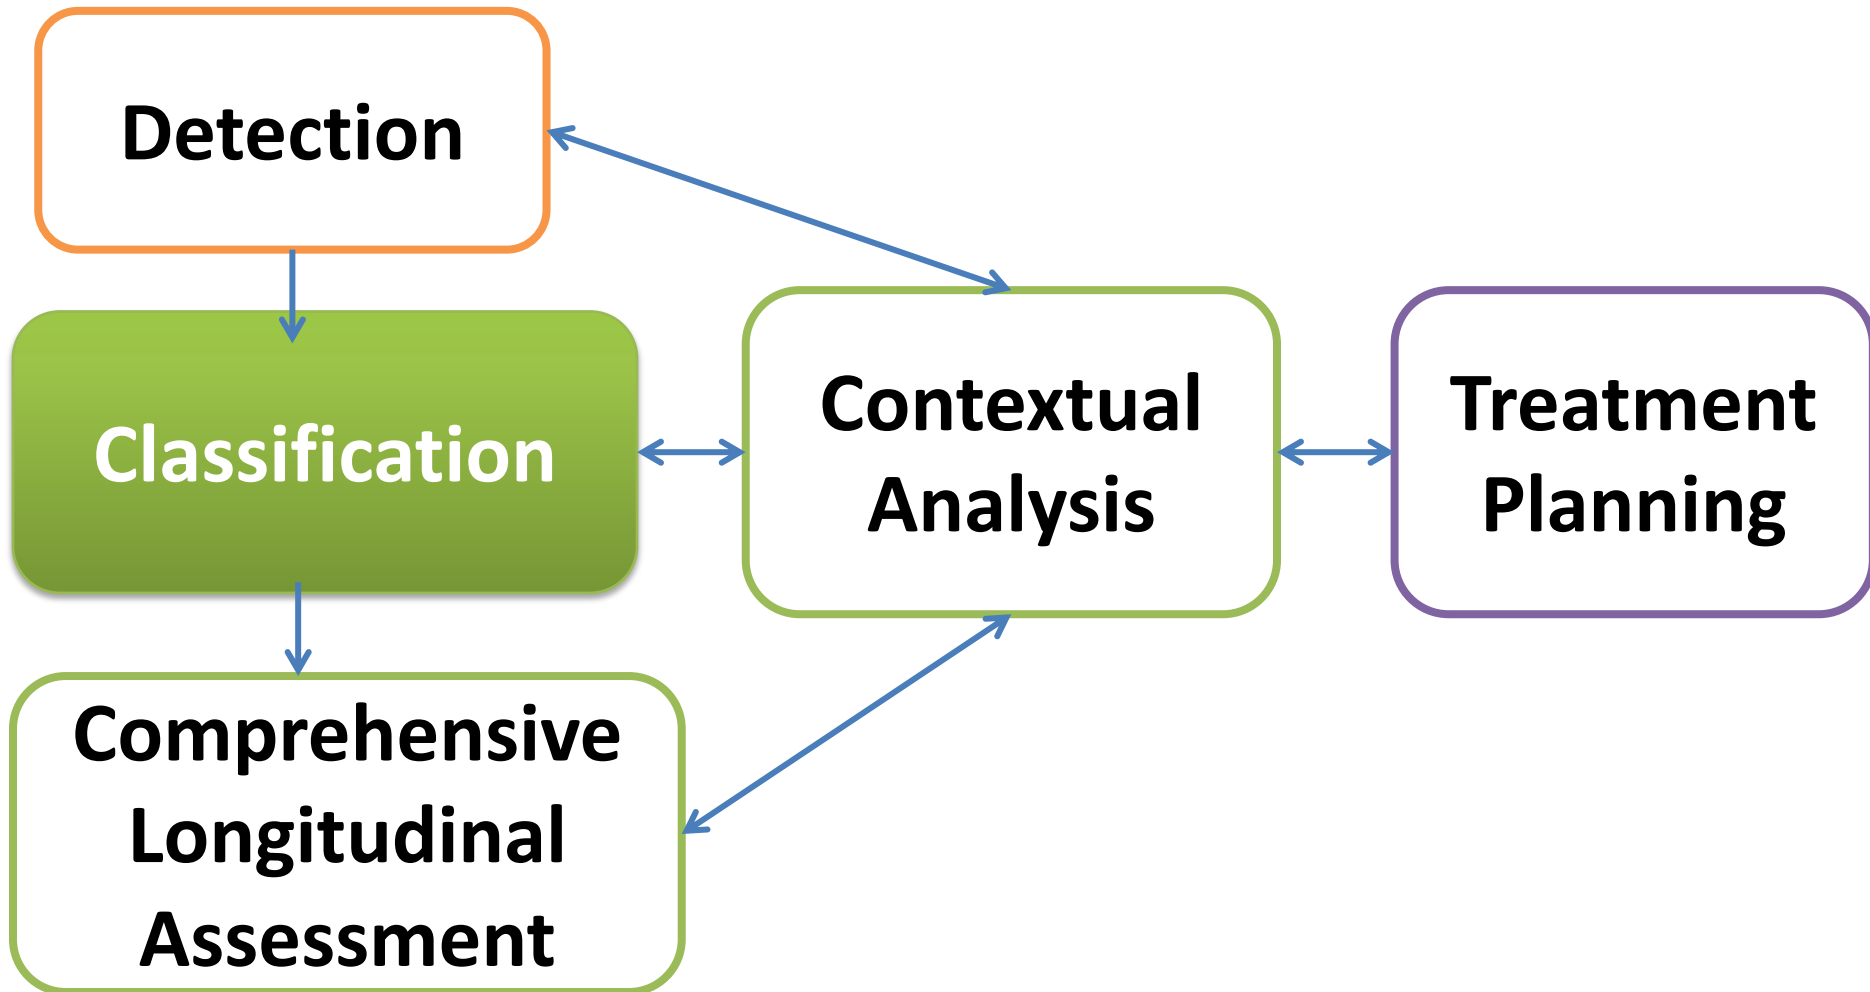 Detection
Classification
Contextual
Analysis
Treatment
Planning
Comprehensive
Longitudinal
Assessment